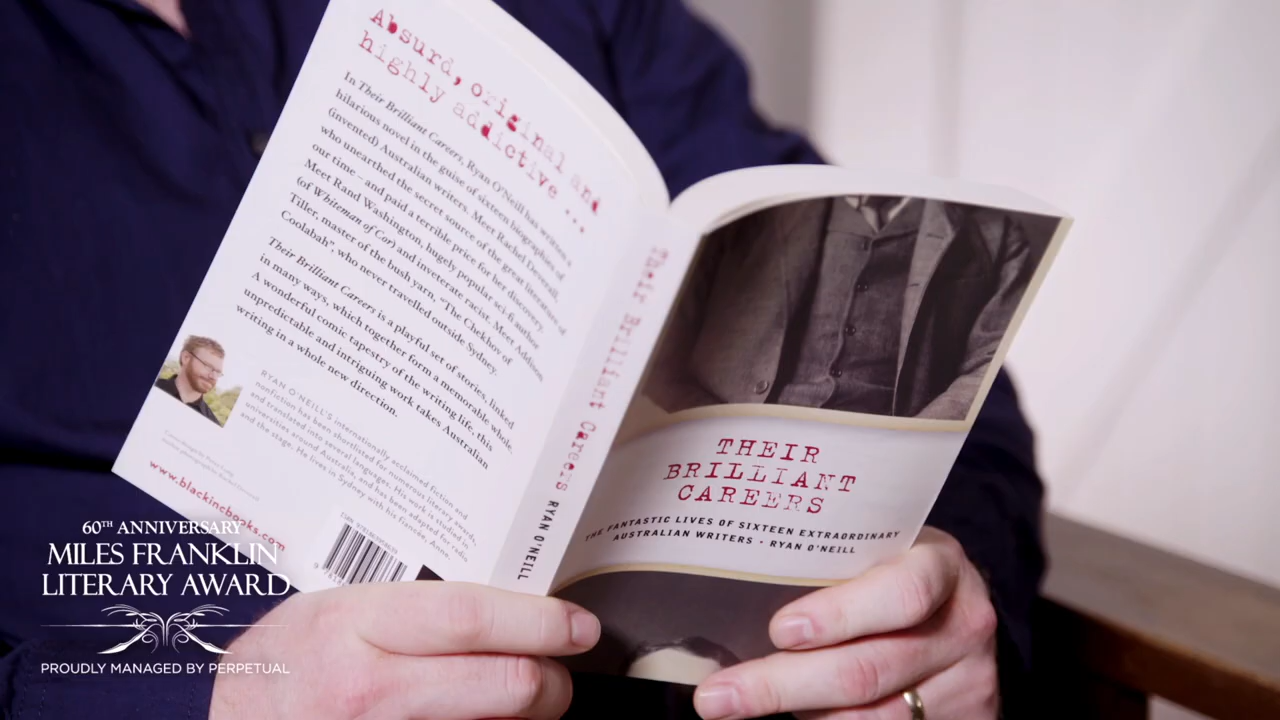 Absurd, original and
highly addictive ...
In Their Brilliant Careers, Ryan O'Neill has written a
hilarious novel in the guise of sixteen biographies of
(invented) Australian writers. Meet Rachel Deverall,
who unearthed the secret source of the great literature of
our time – and paid a terrible price for her discovery.
Meet Rand Washington, hugely popular sci-fi author
(of Whiteman of Cor) and inveterate racist. Meet Addison
Tiller, master of the bush yarn, “The Chekhov of
Coolabah”, who never travelled outside Sydney.
Their Brilliant Careers is a playful set of stories, linked
in many ways, which together form a memorable whole.
A wonderful comic tapestry of the writing life, this
unpredictable and intriguing work takes Australian
writing in a whole new direction.
RYAN O'NEILL'S internationally acclaimed fiction and
nonfiction has been shortlisted for numerous literary awards,
and translated into several languages. His work is studied in
universities around Australia, and has been adapted for radio
and the stage. He lives in Sydney with his fiancée, Anne.
www.blackincbooks.com
Their Brilliant Careers RYAN O'NEILL
THEIR
BRILLIANT
CAREERS
THE FANTASTIC LIVES OF SIXTEEN EXTRAORDINARY
AUSTRALIAN WRITERS • RYAN O'NEILL
60TH ANNIVERSARY
MILES FRANKLIN
LITERARY AWARD
PROUDLY MANAGED BY PERPETUAL